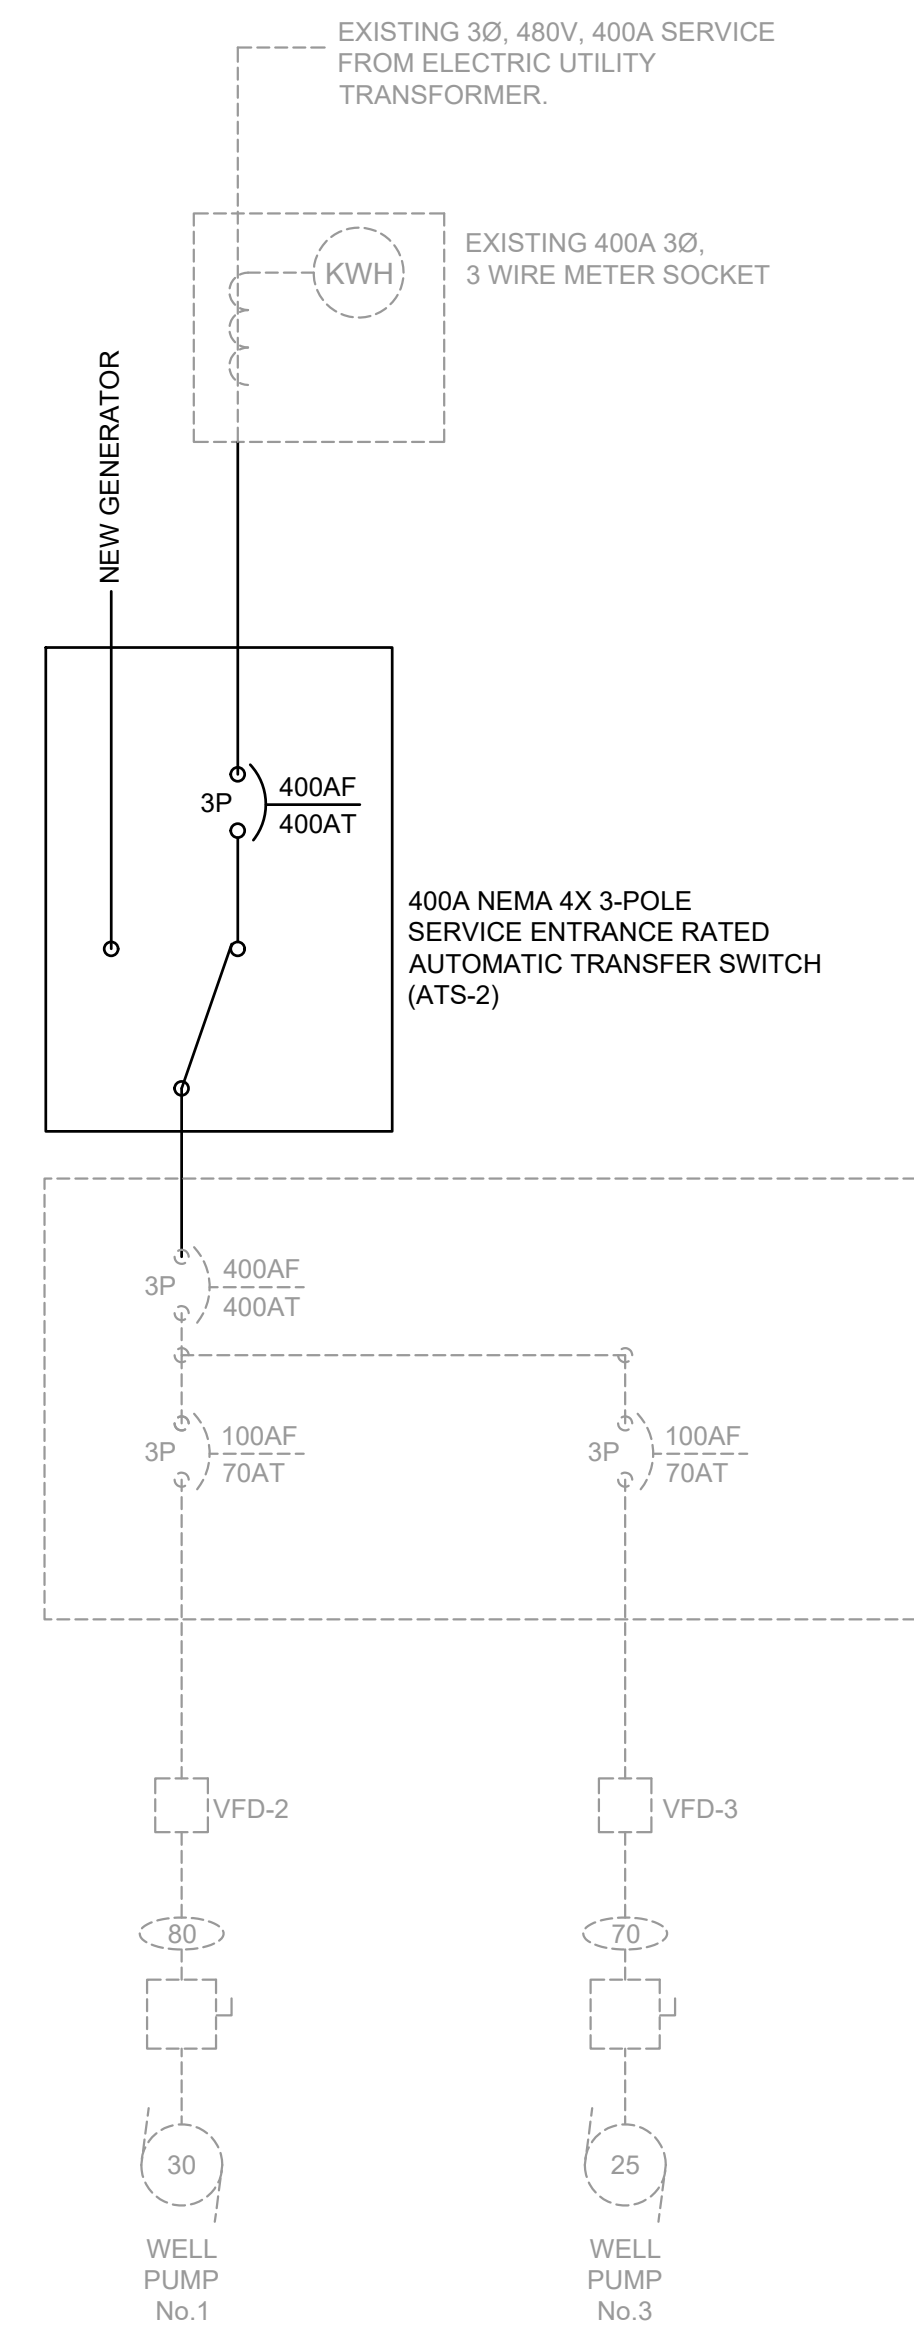 EXISTING 3Ø, 480V, 400A SERVICE
FROM ELECTRIC UTILITY
TRANSFORMER.
KWH
EXISTING 400A 3Ø,
3 WIRE METER SOCKET
NEW GENERATOR
3P
400AF
400AT
400A NEMA 4X 3-POLE
SERVICE ENTRANCE RATED
AUTOMATIC TRANSFER SWITCH
(ATS-2)
3P
400AF
400AT
3P
100AF
70AT
3P
100AF
70AT
VFD-2
VFD-3
80
70
30
25
WELL
PUMP
No.1
WELL
PUMP
No.3